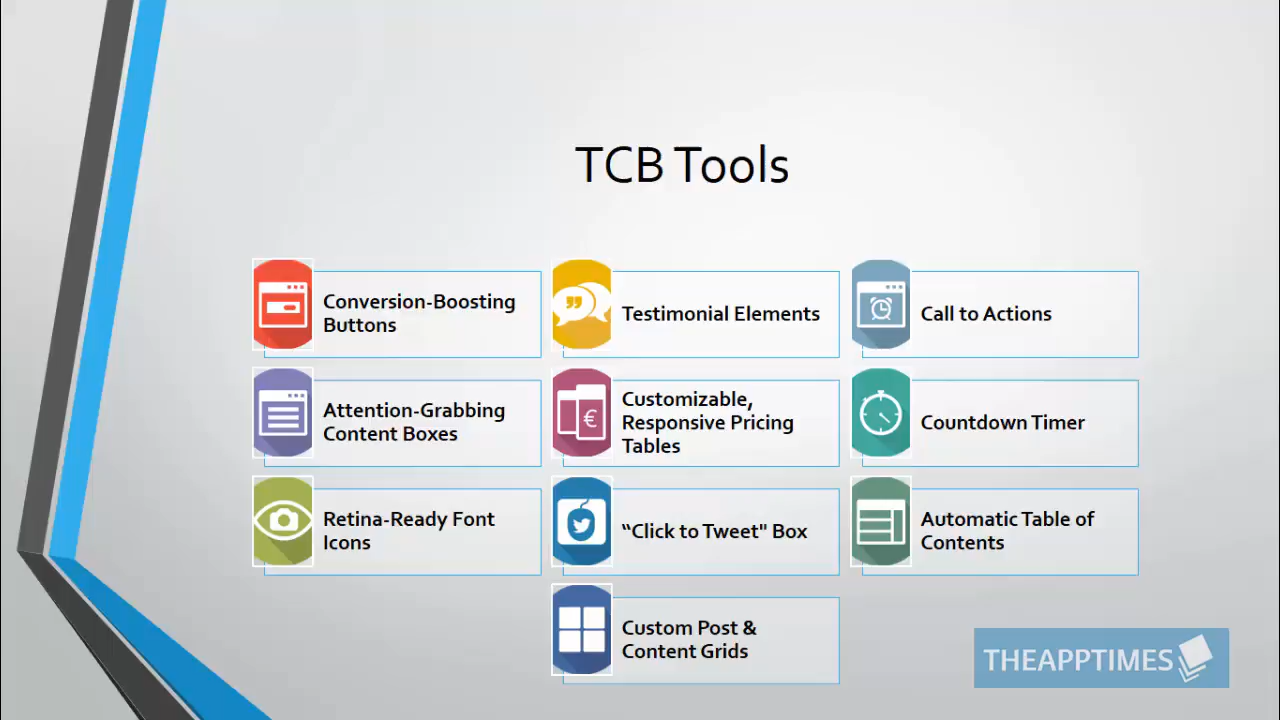 TCB Tools
Conversion-Boosting
Buttons
Testimonial Elements
Call to Actions
Attention-Grabbing
Content Boxes
Customizable,
Responsive Pricing
Tables
€
Countdown Timer
Retina-Ready Font
Icons
“Click to Tweet" Box
Automatic Table of
Contents
Custom Post &
Content Grids
THEAPPTIMES